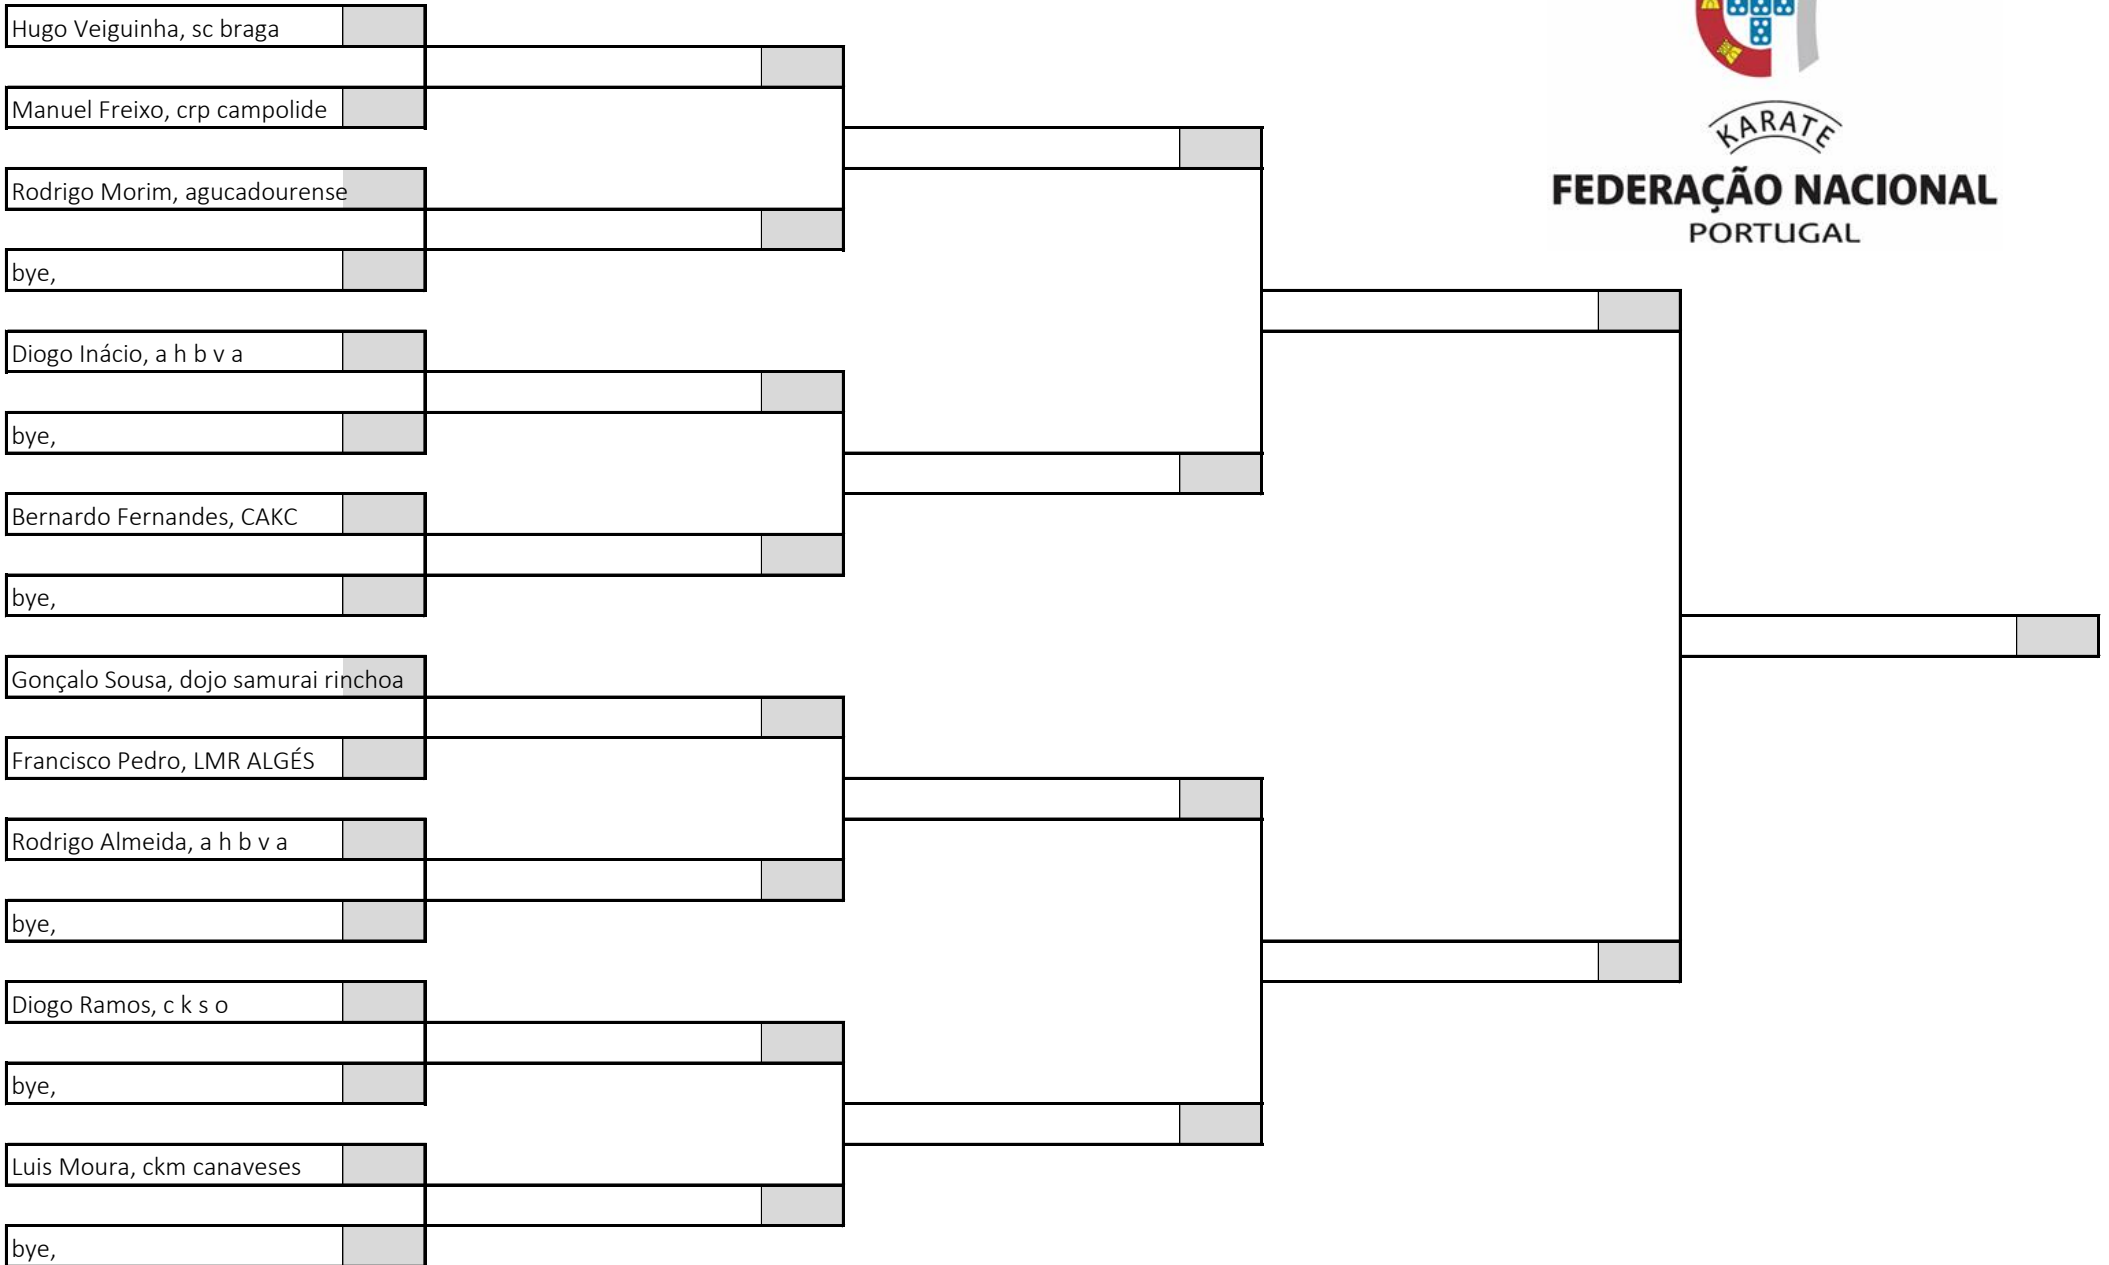 Hugo Veiguinha, sc braga
Manuel Freixo, crp campolide
Rodrigo Morim, agucadourense
bye,
Diogo Inácio, a h b v a
bye,
Bernardo Fernandes, CAKC
bye,
Gonçalo Sousa, dojo samurai rinchoa
Francisco Pedro, LMR ALGÉS
Rodrigo Almeida, a h b v a
bye,
Diogo Ramos, c k s o
bye,
Luis Moura, ckm canaveses
bye,
KARATE
FEDERAÇÃO NACIONAL
PORTUGAL